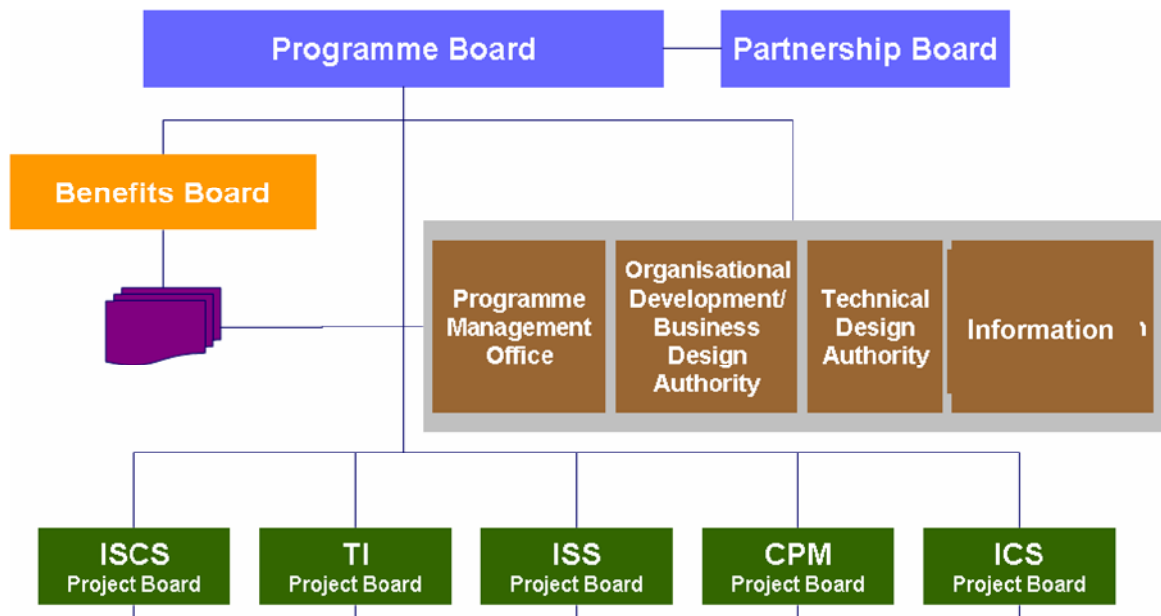 Programme Board
Partnership Board
Benefits Board
Programme
Management
Office
Organisational
Development/
Business
Design
Authority
Technical
Design
Authority
Information
ISCS
Project Board
TI
Project Board
ISS
Project Board
CPM
Project Board
ICS
Project Board